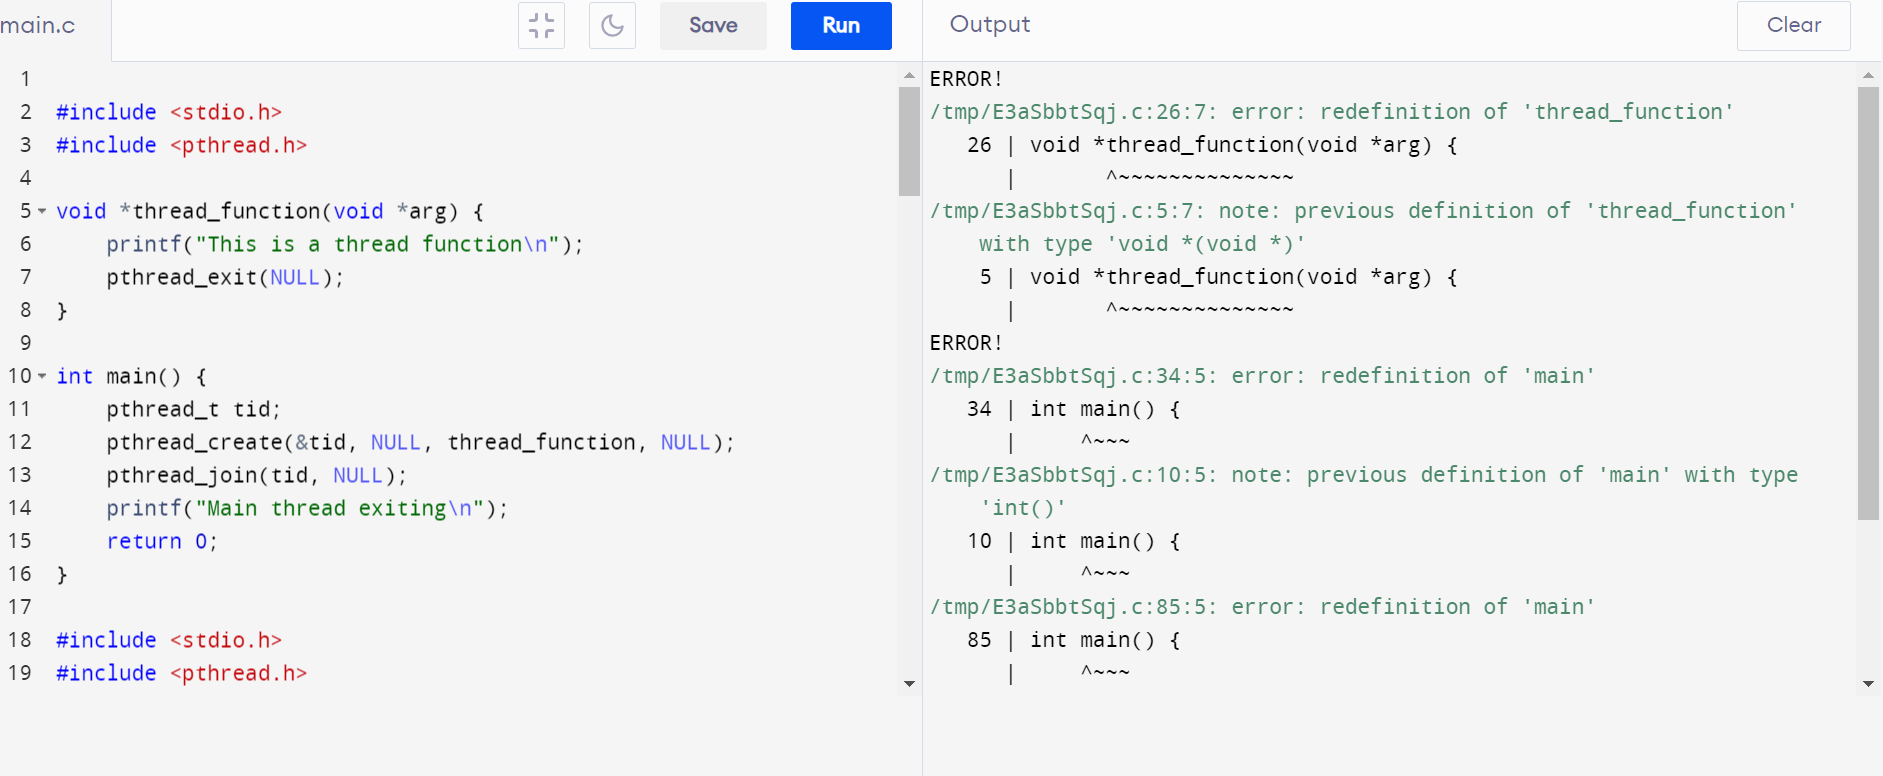 main.c
Save
Run
Output
Clear
1
2 #include <stdio.h>
3 #include <pthread.h>
4
5 void *thread_function(void *arg) {
6     printf("This is a thread function\n");
7     pthread_exit(NULL);
8 }
9
10 int main() {
11     pthread_t tid;
12     pthread_create(&tid, NULL, thread_function, NULL);
13     pthread_join(tid, NULL);
14     printf("Main thread exiting\n");
15     return 0;
16 }
17
18 #include <stdio.h>
19 #include <pthread.h>
ERROR!
/tmp/E3aSbbtSqj.c:26:7: error: redefinition of 'thread_function'
   26 | void *thread_function(void *arg) {
      |       ^~~~~~~~~~~~~~~
/tmp/E3aSbbtSqj.c:5:7: note: previous definition of 'thread_function'
    with type 'void *(void *)'
    5 | void *thread_function(void *arg) {
      |       ^~~~~~~~~~~~~~~
ERROR!
/tmp/E3aSbbtSqj.c:34:5: error: redefinition of 'main'
   34 | int main() {
      |     ^~~~
/tmp/E3aSbbtSqj.c:10:5: note: previous definition of 'main' with type
    'int()'
   10 | int main() {
      |     ^~~~
/tmp/E3aSbbtSqj.c:85:5: error: redefinition of 'main'
   85 | int main() {
      |     ^~~~